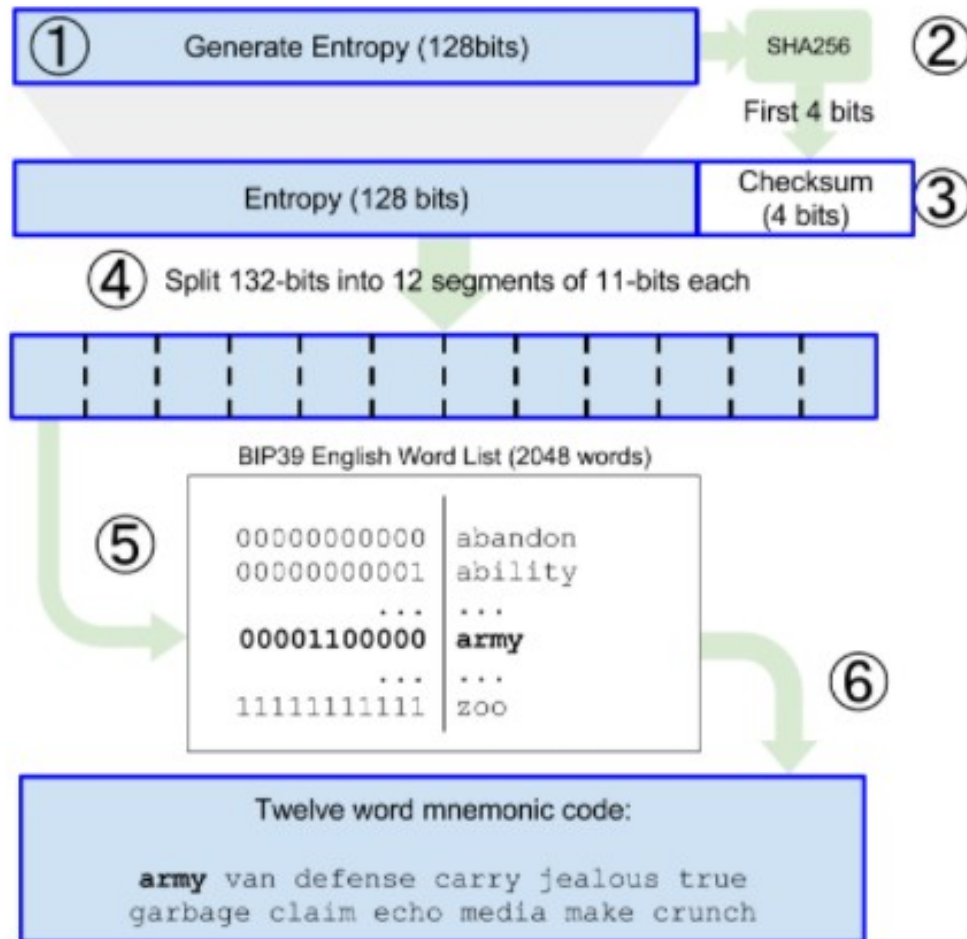 ① Generate Entropy (128bits) SHA256 ②
First 4 bits
Entropy (128 bits) Checksum (4 bits) ③
④ Split 132-bits into 12 segments of 11-bits each
BIP39 English Word List (2048 words)
⑤
00000000000 abandon
00000000001 ability
... ...
00001100000 army
... ...
11111111111 zoo
⑥
Twelve word mnemonic code:
army van defense carry jealous true
garbage claim echo media make crunch